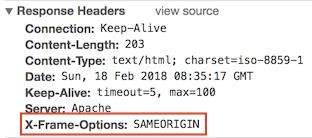 ▼ Response Headers view source
Connection: Keep-Alive
Content-Length: 203
Content-Type: text/html; charset=iso-8859-1
Date: Sun, 18 Feb 2018 08:35:17 GMT
Keep-Alive: timeout=5, max=100
Server: Apache
X-Frame-Options: SAMEORIGIN